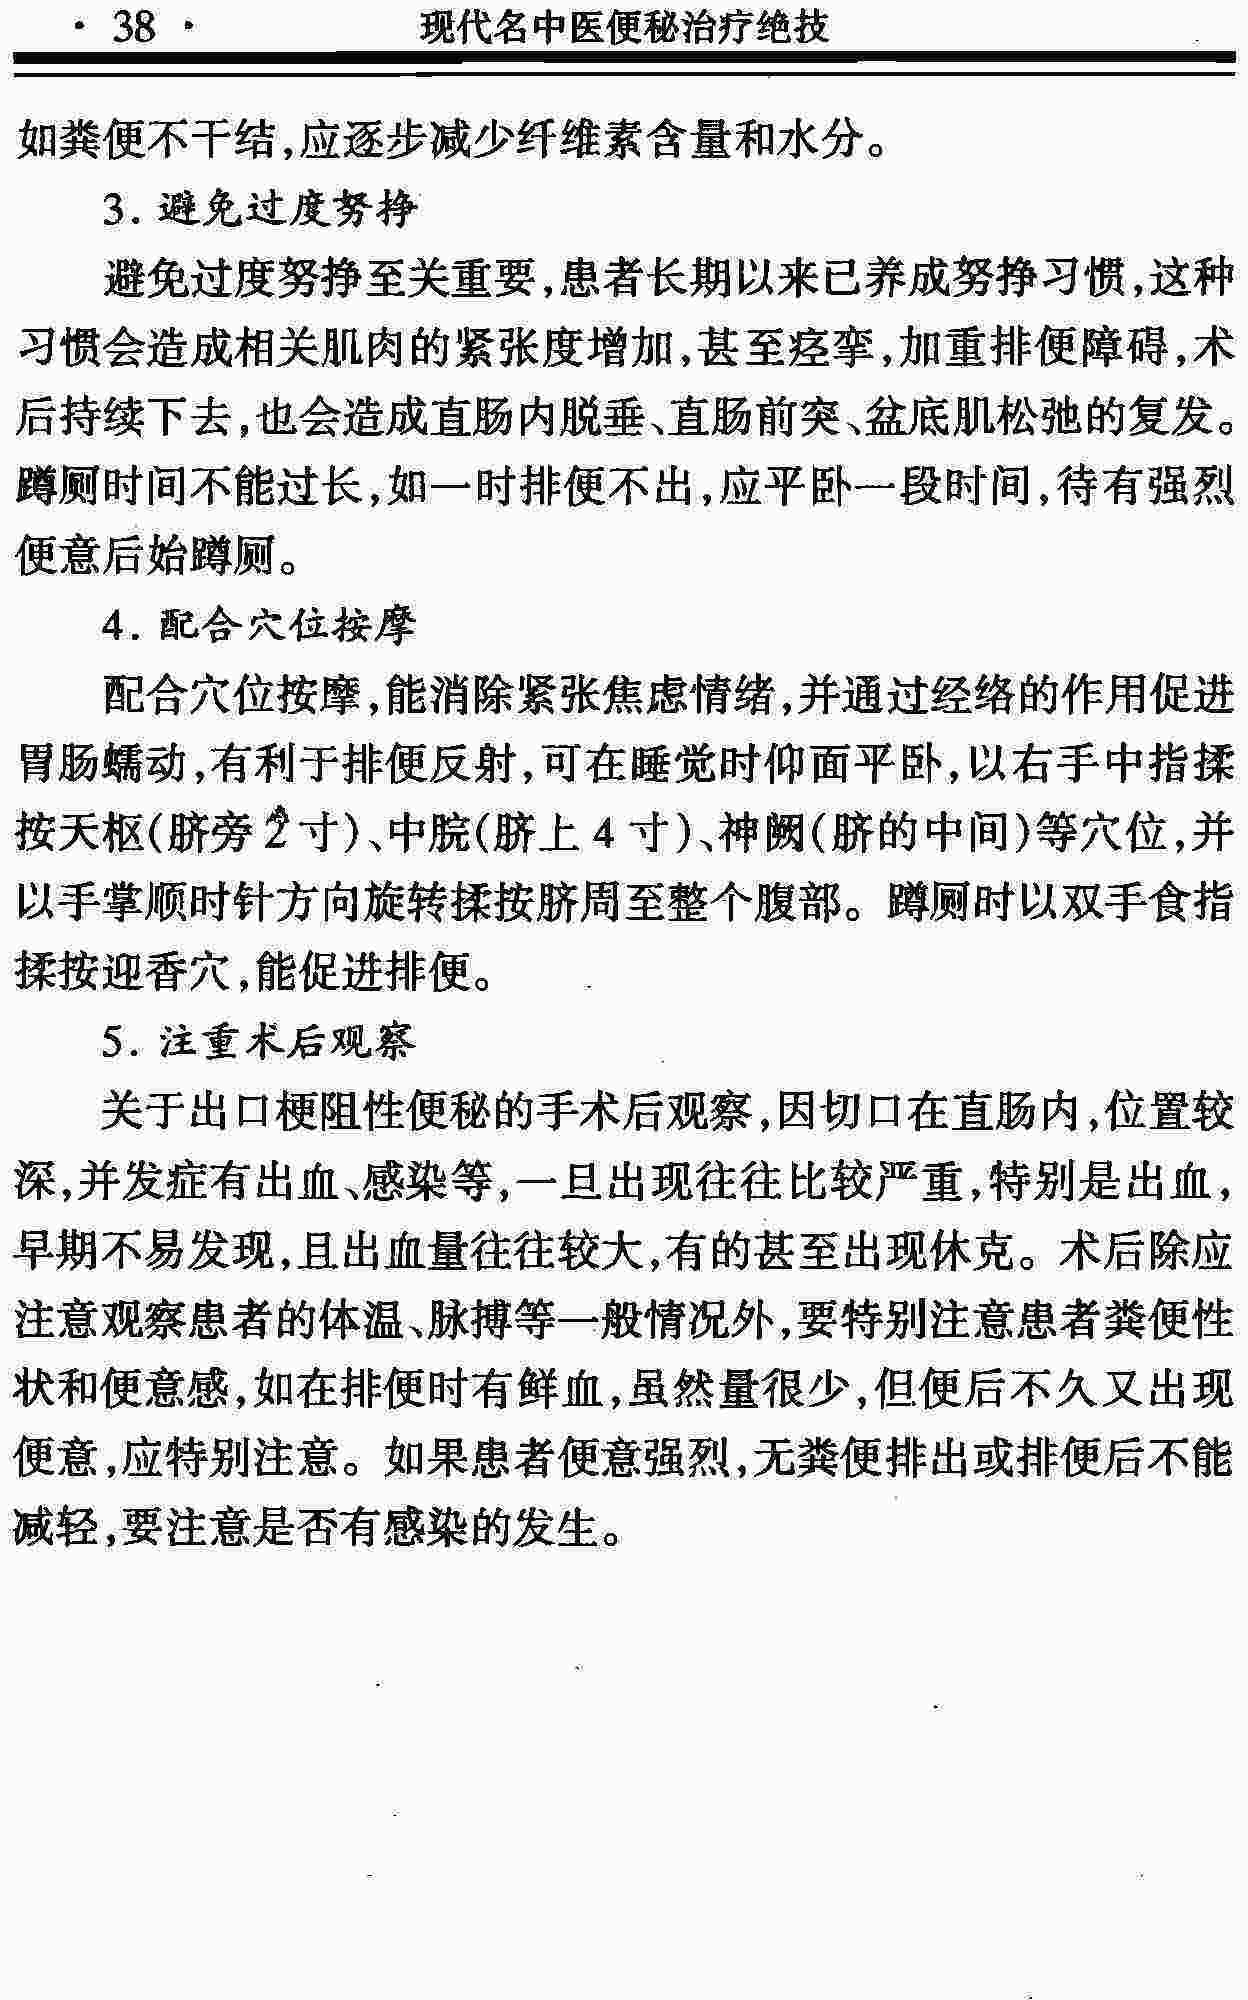 · 38 · 现代名中医便秘治疗绝技
如粪便不干结,应逐步减少纤维素含量和水分。
3. 避免过度努挣
避免过度努挣至关重要,患者长期以来已养成努挣习惯,这种
习惯会造成相关肌肉的紧张度增加,甚至痉挛,加重排便障碍,术
后持续下去,也会造成直肠内脱垂、直肠前突、盆底肌松弛的复发。
蹲厕时间不能过长,如一时排便不出,应平卧一段时间,待有强烈
便意后始蹲厕。
4. 配合穴位按摩
配合穴位按摩,能消除紧张焦虑情绪,并通过经络的作用促进
胃肠蠕动,有利于排便反射,可在睡觉时仰面平卧,以右手中指揉
按天枢(脐旁 2 寸)、中脘(脐上 4 寸)、神阙(脐的中间)等穴位,并
以手掌顺时针方向旋转揉按脐周至整个腹部。蹲厕时以双手食指
揉按迎香穴,能促进排便。
5. 注重术后观察
关于出口梗阻性便秘的手术后观察,因切口在直肠内,位置较
深,并发症有出血、感染等,一旦出现往往比较严重,特别是出血,
早期不易发现,且出血量往往较大,有的甚至出现休克。术后除应
注意观察患者的体温、脉搏等一般情况外,要特别注意患者粪便性
状和便意感,如在排便时有鲜血,虽然量很少,但便后不久又出现
便意,应特别注意。如果患者便意强烈,无粪便排出或排便后不能
减轻,要注意是否有感染的发生。